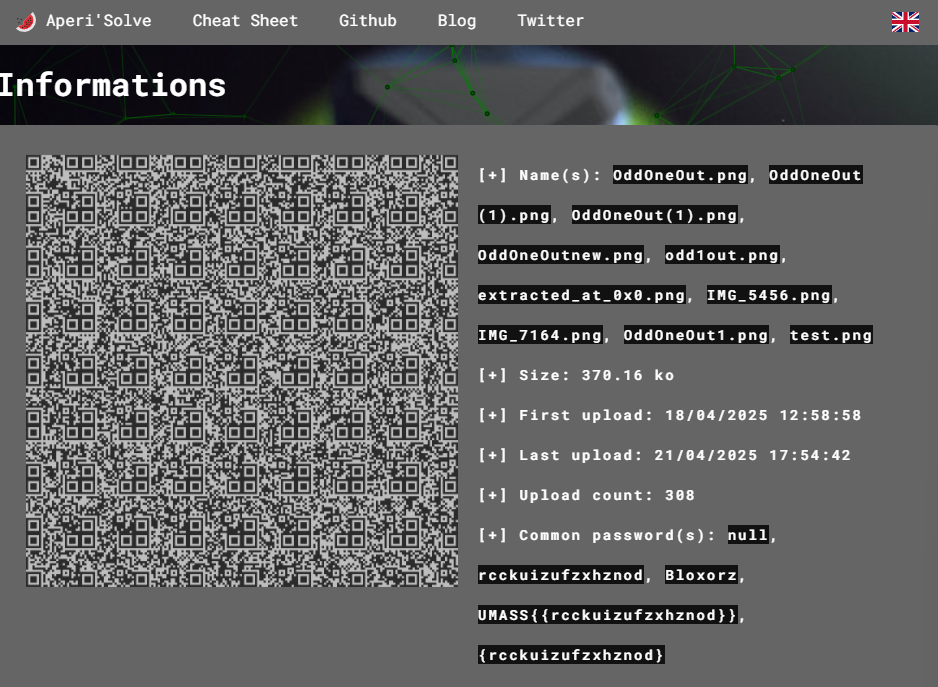 Aperi'Solve Cheat Sheet Github Blog Twitter
Informations
[+] Name(s): OddOneOut.png, OddOneOut
(1).png, OddOneOut(1).png,
OddOneOutnew.png, odd1out.png,
extracted_at_0x0.png, IMG_5456.png,
IMG_7164.png, OddOneOut1.png, test.png
[+] Size: 370.16 ko
[+] First upload: 18/04/2025 12:58:58
[+] Last upload: 21/04/2025 17:54:42
[+] Upload count: 308
[+] Common password(s): null,
rcckuizufzxhznod, Bloxorz,
UMASS{{rcckuizufzxhznod}},
{rcckuizufzxhznod}